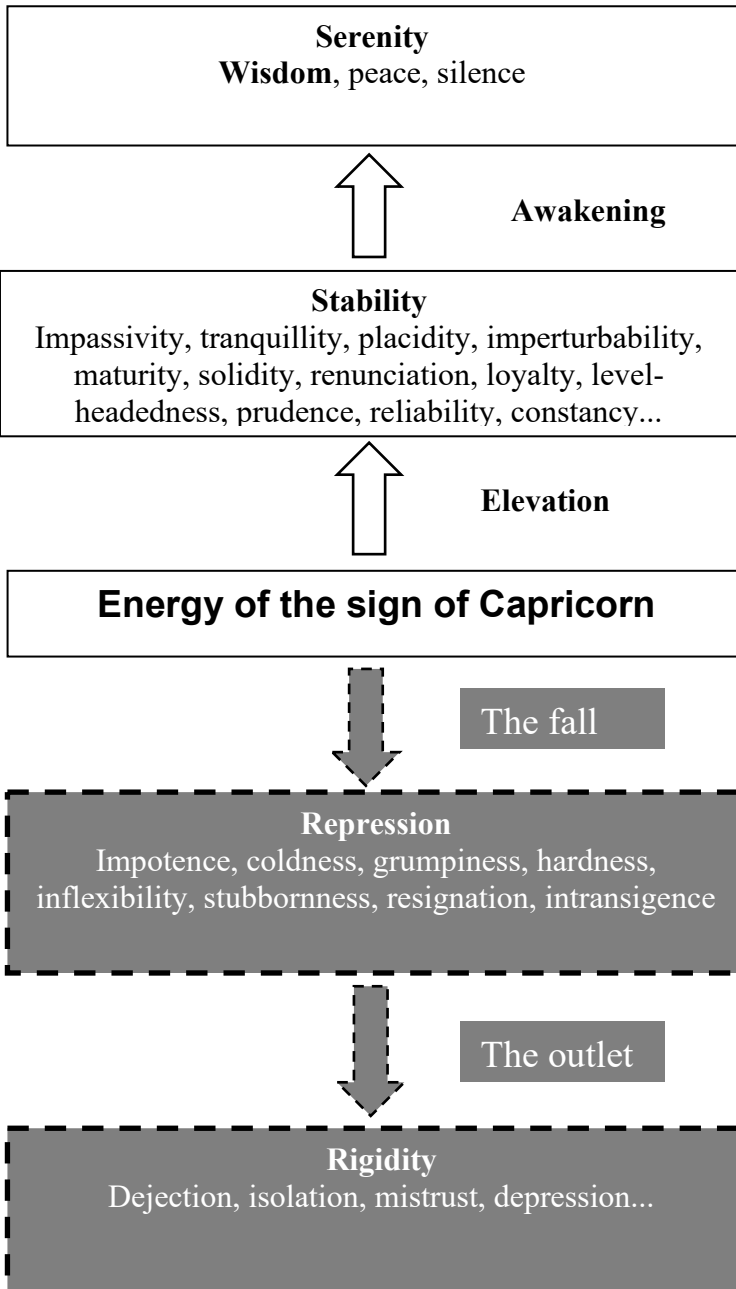 Serenity
Wisdom, peace, silence
Awakening
Stability
Impassivity, tranquillity, placidity, imperturbability,
maturity, solidity, renunciation, loyalty, level-
headedness, prudence, reliability, constancy...
Elevation
Energy of the sign of Capricorn
The fall
Repression
Impotence, coldness, grumpiness, hardness,
inflexibility, stubbornness, resignation, intransigence
The outlet
Rigidity
Dejection, isolation, mistrust, depression...